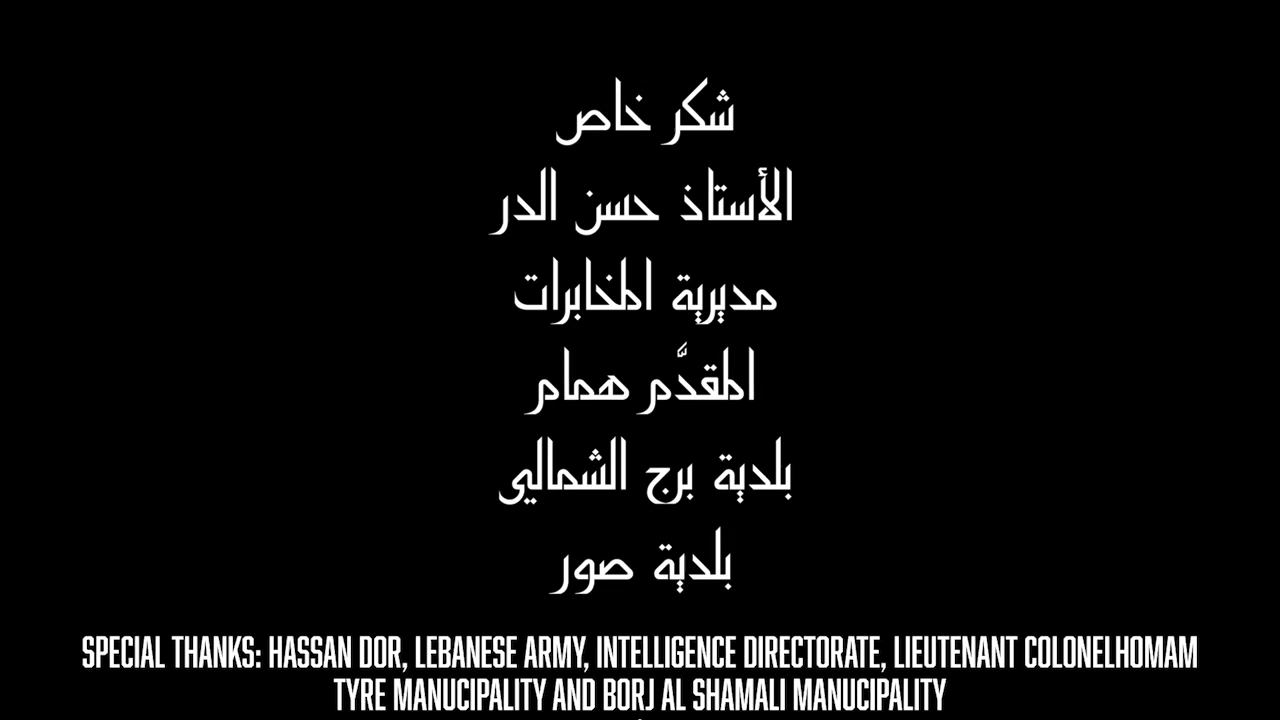 شكر خاص
الأستاذ حسن الدر
مديرية المخابرات
المقدَّم همام
بلدية برج الشمالي
بلدية صور
SPECIAL THANKS: HASSAN DOR, LEBANESE ARMY, INTELLIGENCE DIRECTORATE, LIEUTENANT COLONELHOMAM
TYRE MANUCIPALITY AND BORJ AL SHAMALI MANUCIPALITY